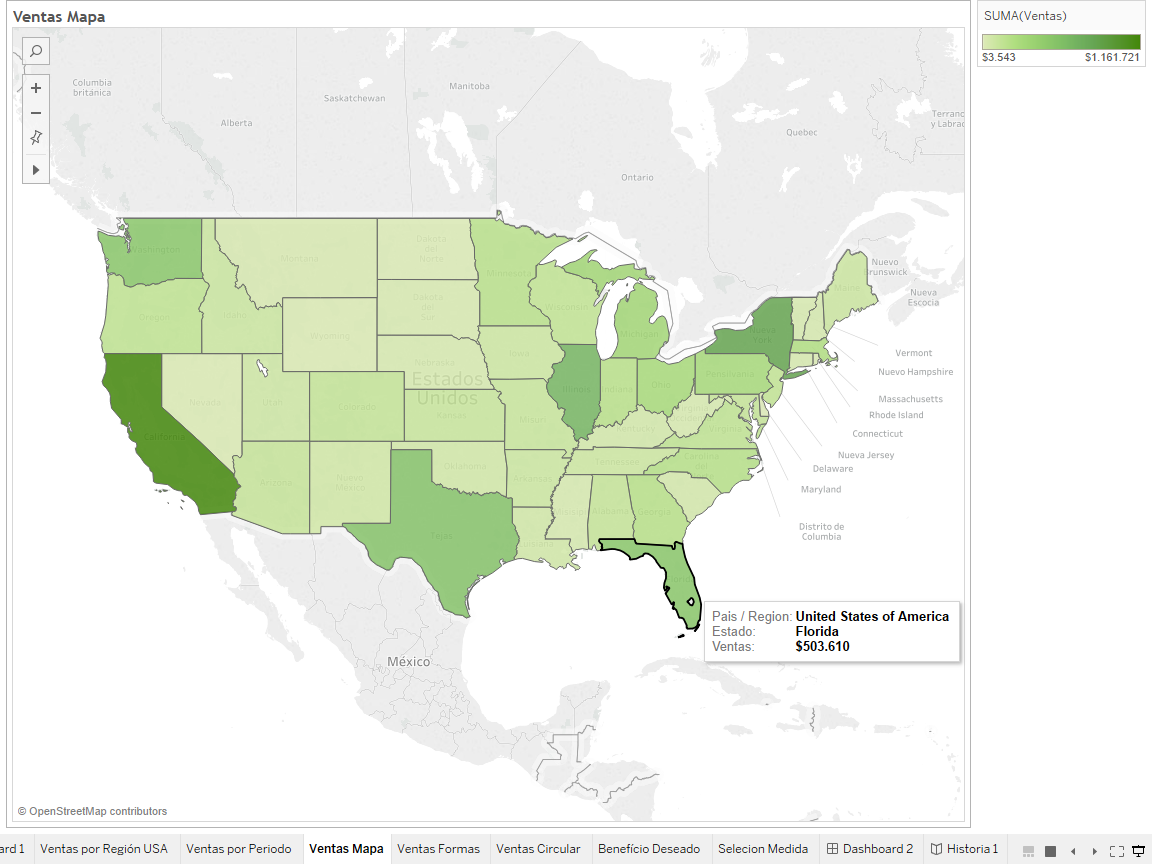 Ventas Mapa
SUMA(Ventas)
$3.543
$1.161.721
Columbia
británica
Alberta
Saskatchewan
Manitoba
Ontario
Quebec
Terrano
y Labrad
Nuevo
Brunswick
Nueva
Escocia
Washington
Montana
Dakota
del
Norte
Minnesota
Oregon
Idaho
Dakota
del
Sur
Wisconsin
Michigan
Nueva
York
Maine
Wyoming
Iowa
Nebraska
Pensilvania
Vermont
Nuevo Hampshire
Massachusetts
Rhode Island
Connecticut
Nueva Jersey
Delaware
Maryland
Distrito de
Columbia
Nevada
Utah
Colorado
Estados
Unidos
Kansas
Misuri
Illinois
Indiana
Ohio
Kentucky
Virginia
California
Arizona
Nuevo
México
Oklahoma
Arkansas
Tennessee
Carolina
del
Texas
Alabama
Georgia
México
Pais / Region: United States of America
Estado: Florida
Ventas: $503.610
© OpenStreetMap contributors
ard 1
Ventas por Región USA
Ventas por Periodo
Ventas Mapa
Ventas Formas
Ventas Circular
Benefício Deseado
Selecion Medida
Dashboard 2
Historia 1